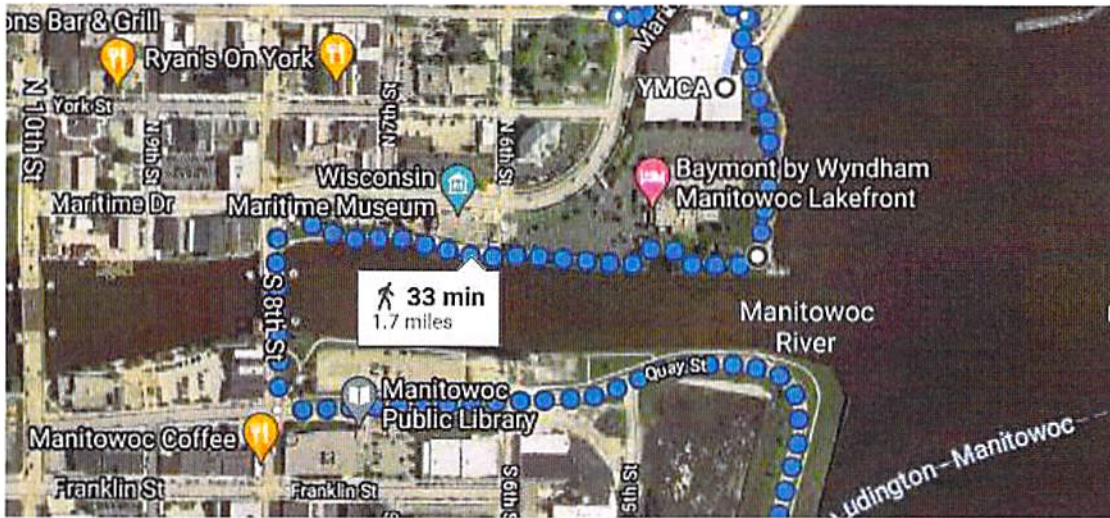 ons Bar & Grill
Ryan's On York
Mark
YMCA
York St
N 10th St
N 9th St
N 7th St
N 6th St
Wisconsin
Maritime Museum
Baymont by Wyndham
Manitowoc Lakefront
Maritime Dr
33 min
1.7 miles
S 8th St
Manitowoc
River
Quay St
Manitowoc
Public Library
Manitowoc Coffee
Franklin St
Franklin St
S 6th St
5th St
Ludington - Manitowoc